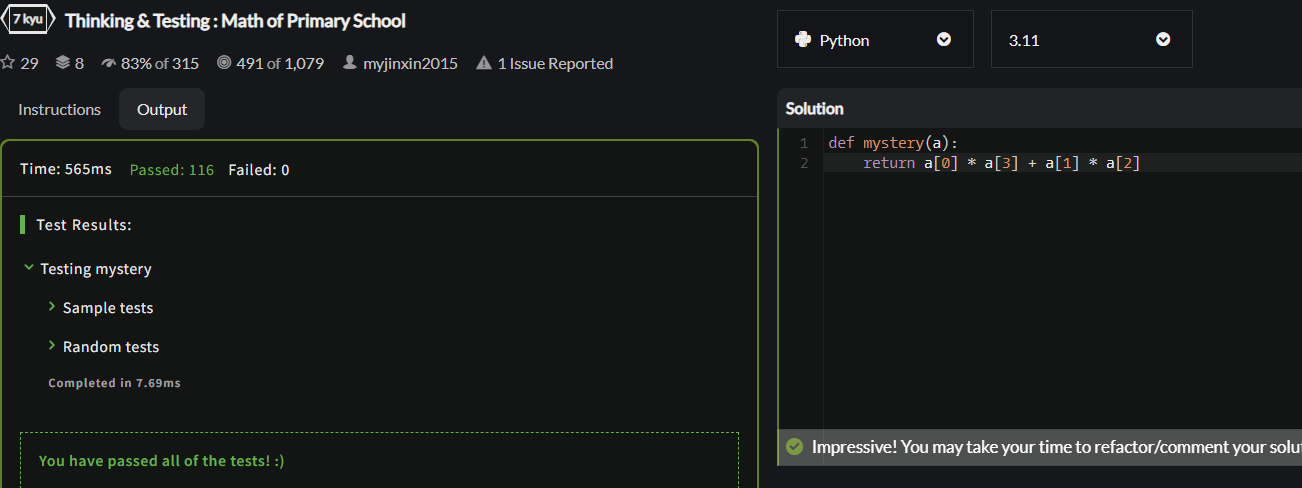 7 kyu Thinking & Testing : Math of Primary School
29 8 83% of 315 491 of 1,079 myjinxin2015 1 Issue Reported
Instructions Output
Time: 565ms Passed: 116 Failed: 0
Test Results:
Testing mystery
Sample tests
Random tests
Completed in 7.69ms
You have passed all of the tests! :)
Python 3.11
Solution
1 def mystery(a):
2 return a[0] * a[3] + a[1] * a[2]
Impressive! You may take your time to refactor/comment your